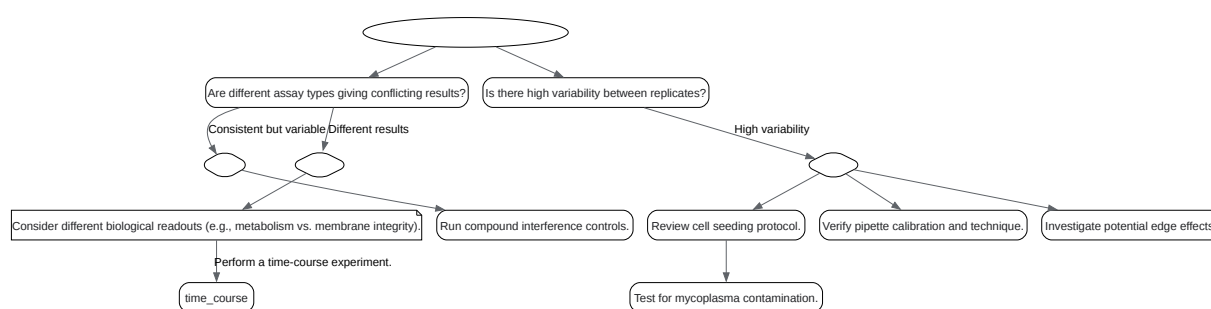 Are different assay types giving conflicting results?
Is there high variability between replicates?
Consistent but variable
Different results
High variability
Consider different biological readouts (e.g., metabolism vs. membrane integrity).
Run compound interference controls.
Review cell seeding protocol.
Verify pipette calibration and technique.
Investigate potential edge effects
Perform a time-course experiment.
time_course
Test for mycoplasma contamination.